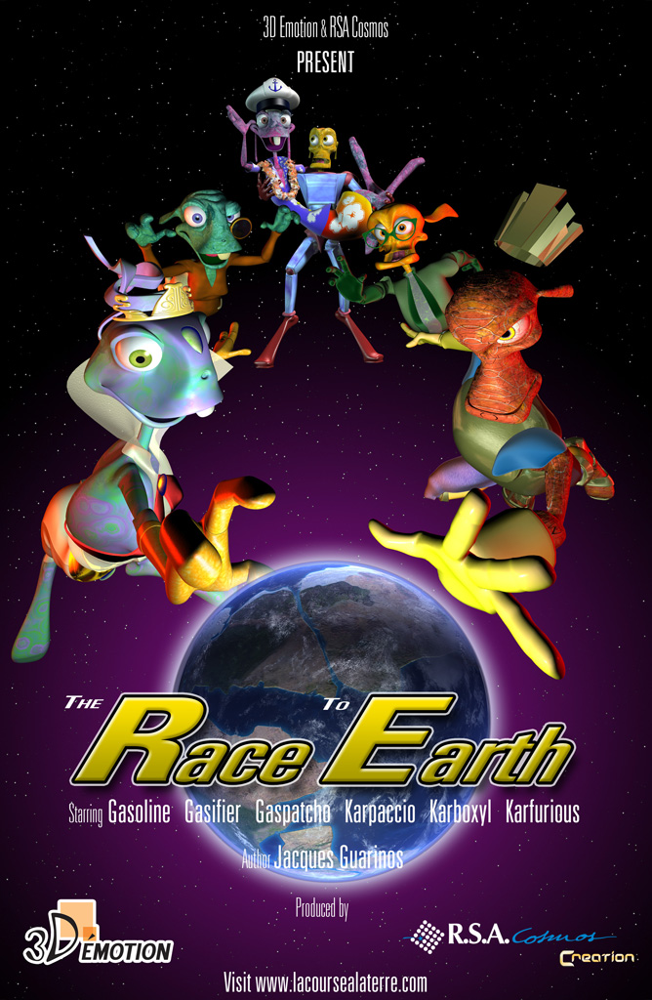 3D Emotion & RSA Cosmos
PRESENT
The Race To Earth
Starring Gasoline Gasifier Gaspatcho Karpaccio Karboxyl Karfurious
Author Jacques Guarinos
Produced by
3D ÉMOTION
R.S.A. Cosmos
Creation
Visit www.lacoursealaterre.com